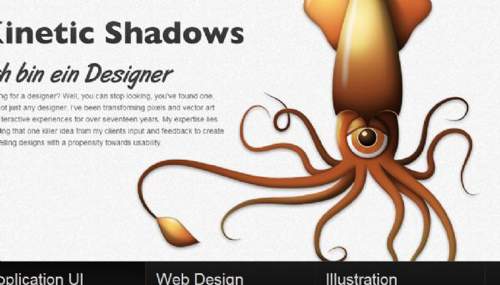 Kinetic Shadows
ch bin ein Designer
ng for a designer? Well, you can stop looking, you've found one.
ot just any designer, I've been transforming pixels and vector art
teractive experiences for over seventeen years. My expertise lies
ing that one killer idea from my clients input and feedback to create
elling designs with a propensity towards usability.
pplication UI
Web Design
Illustration